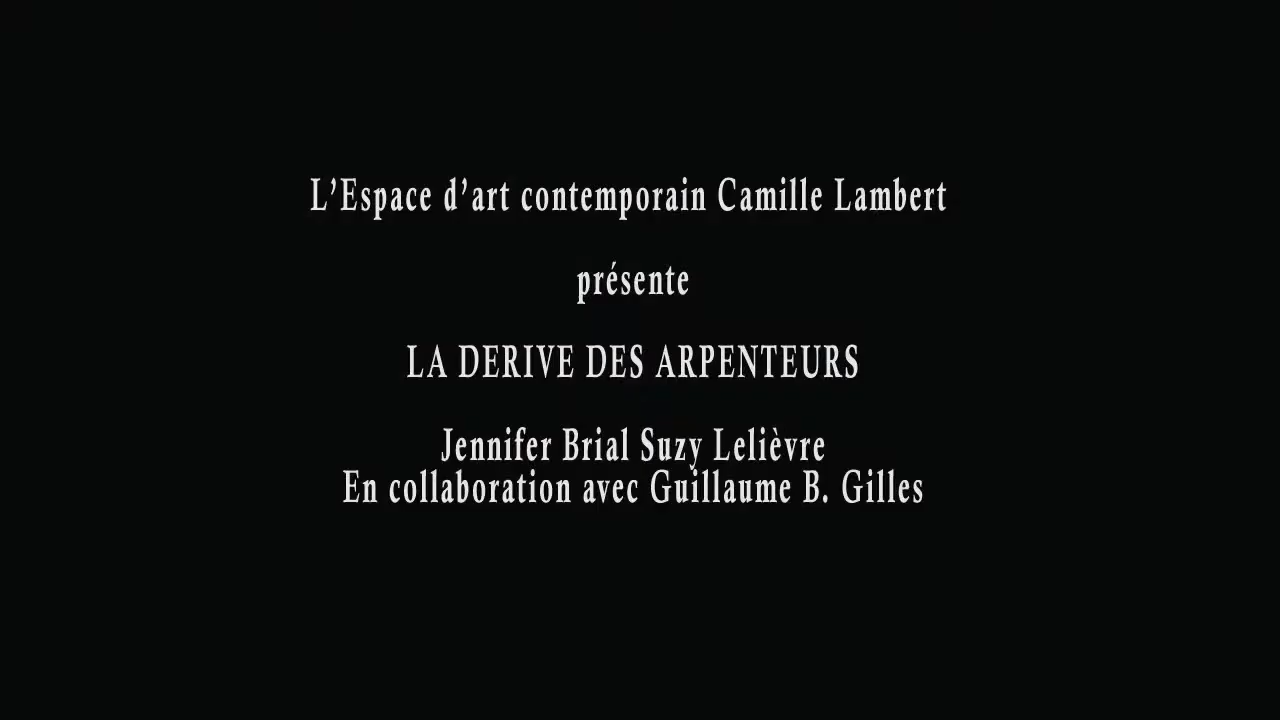 L’Espace d’art contemporain Camille Lambert
présente
LA DERIVE DES ARPENTEURS
Jennifer Brial Suzy Lelièvre
En collaboration avec Guillaume B. Gilles